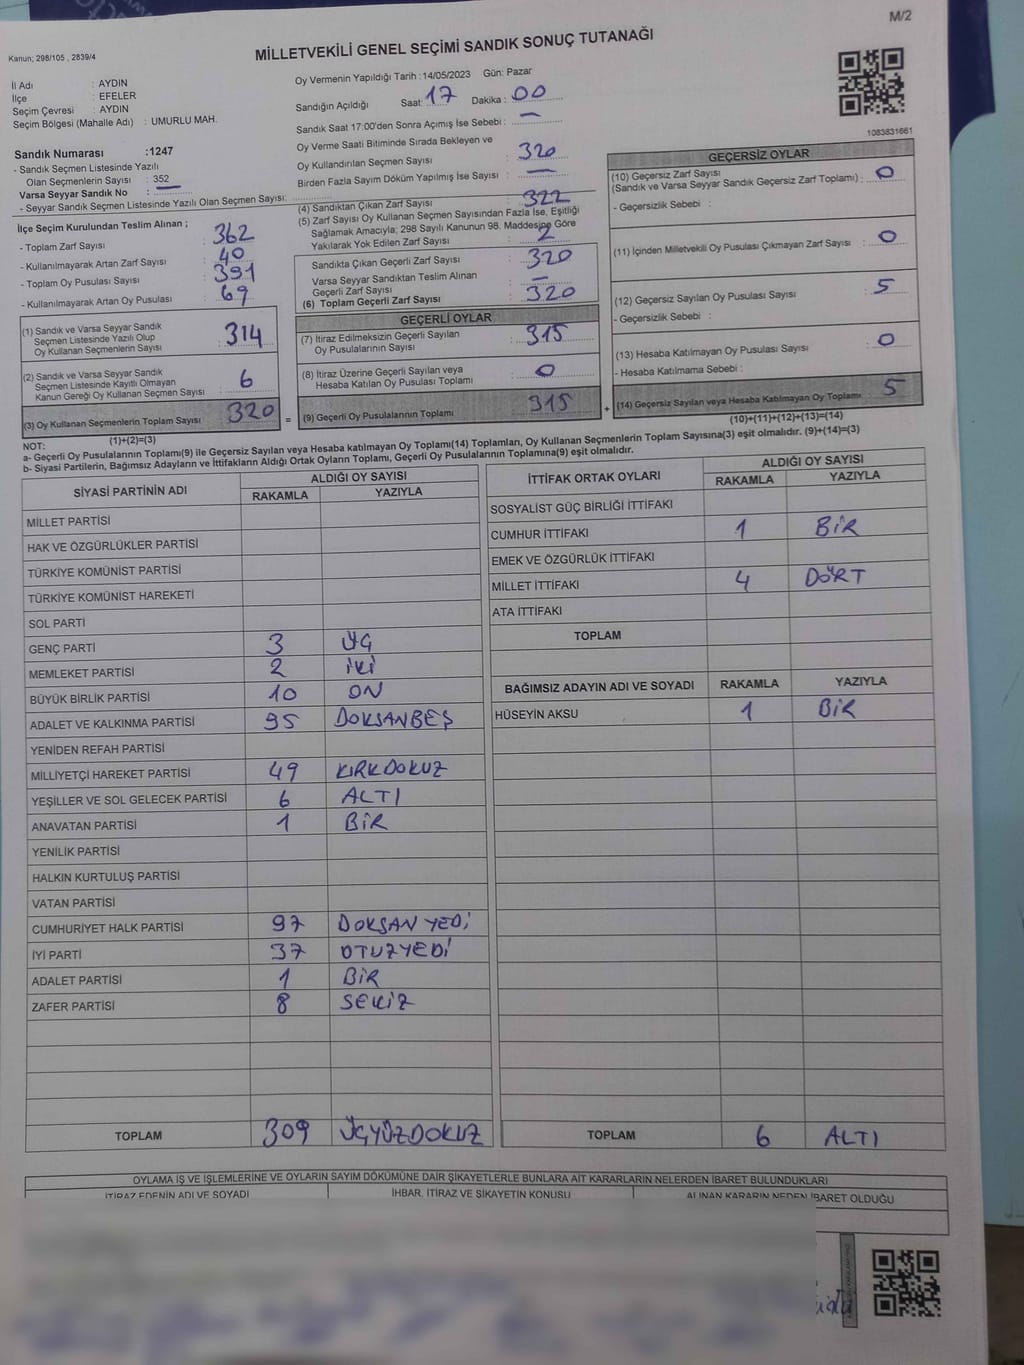 M/2
Kanun; 298/105 , 2839/4
MİLLETVEKİLİ GENEL SEÇİMİ SANDIK SONUÇ TUTANAĞI
İl Adı : AYDIN
İlçe : EFELER
Seçim Çevresi : AYDIN
Seçim Bölgesi (Mahalle Adı) : UMURLU MAH.
Sandık Numarası :1247
- Sandık Seçmen Listesinde Yazılı
Olan Seçmenlerin Sayısı : 352
Varsa Seyyar Sandık No : —
- Seyyar Sandık Seçmen Listesinde Yazılı Olan Seçmen Sayısı:
Oy Vermenin Yapıldığı Tarih : 14/05/2023 Gün: Pazar
Sandığın Açıldığı Saat: 17 Dakika : 00
Sandık Saat 17:00'den Sonra Açımış İse Sebebi : —
Oy Verme Saati Bitiminde Sırada Bekleyen ve
Oy Kullandırılan Seçmen Sayısı : 320
Birden Fazla Sayım Döküm Yapılmış İse Sayısı : —
1083831661
İlçe Seçim Kurulundan Teslim Alınan ;
- Toplam Zarf Sayısı : 362
- Kullanılmayarak Artan Zarf Sayısı : 40
- Toplam Oy Pusulası Sayısı : 391
- Kullanılmayarak Artan Oy Pusulası : 69
(1) Sandık ve Varsa Seyyar Sandık
Seçmen Listesinde Yazılı Olup
Oy Kullanan Seçmenlerin Sayısı : 314
(2) Sandık ve Varsa Seyyar Sandık
Seçmen Listesinde Kayıtlı Olmayan
Kanun Gereği Oy Kullanan Seçmen Sayısı : 6
(3) Oy Kullanan Seçmenlerin Toplam Sayısı : 320
(1)+(2)=(3)
(4) Sandıktan Çıkan Zarf Sayısı : 322
(5) Zarf Sayısı Oy Kullanan Seçmen Sayısından Fazla İse, Eşitliği
Sağlamak Amacıyla; 298 Sayılı Kanunun 98. Maddesine Göre
Yakılarak Yok Edilen Zarf Sayısı : 2
Sandıkta Çıkan Geçerli Zarf Sayısı : 320
Varsa Seyyar Sandıktan Teslim Alınan
Geçerli Zarf Sayısı : —
(6) Toplam Geçerli Zarf Sayısı : 320
GEÇERLİ OYLAR
(7) İtiraz Edilmeksizin Geçerli Sayılan
Oy Pusulalarının Sayısı : 315
(8) İtiraz Üzerine Geçerli Sayılan veya
Hesaba Katılan Oy Pusulası Toplamı : 0
= (9) Geçerli Oy Pusulalarının Toplamı : 315
GEÇERSİZ OYLAR
(10) Geçersiz Zarf Sayısı
(Sandık ve Varsa Seyyar Sandık Geçersiz Zarf Toplamı) : 0
- Geçersizlik Sebebi :
(11) İçinden Milletvekili Oy Pusulası Çıkmayan Zarf Sayısı : 0
(12) Geçersiz Sayılan Oy Pusulası Sayısı : 5
- Geçersizlik Sebebi :
(13) Hesaba Katılmayan Oy Pusulası Sayısı : 0
- Hesaba Katılmama Sebebi :
+ (14) Geçersiz Sayılan veya Hesaba Katılmayan Oy Toplamı : 5
(10)+(11)+(12)+(13)=(14)
NOT:
a- Geçerli Oy Pusulalarının Toplamı(9) ile Geçersiz Sayılan veya Hesaba katılmayan Oy Toplamı(14) Toplamları, Oy Kullanan Seçmenlerin Toplam Sayısına(3) eşit olmalıdır. (9)+(14)=(3)
b- Siyasi Partilerin, Bağımsız Adayların ve İttifakların Aldığı Ortak Oyların Toplamı, Geçerli Oy Pusulalarının Toplamına(9) eşit olmalıdır.
SİYASİ PARTİNİN ADI ALDIĞI OY SAYISI
RAKAMLA YAZIYLA
MİLLET PARTİSİ
HAK VE ÖZGÜRLÜKLER PARTİSİ
TÜRKİYE KOMÜNİST PARTİSİ
TÜRKİYE KOMÜNİST HAREKETİ
SOL PARTİ
GENÇ PARTİ 3 ÜÇ
MEMLEKET PARTİSİ 2 İKİ
BÜYÜK BİRLİK PARTİSİ 10 ON
ADALET VE KALKINMA PARTİSİ 95 DOKSANBEŞ
YENİDEN REFAH PARTİSİ
MİLLİYETÇİ HAREKET PARTİSİ 49 KIRKDOKUZ
YEŞİLLER VE SOL GELECEK PARTİSİ 6 ALTI
ANAVATAN PARTİSİ 1 BİR
YENİLİK PARTİSİ
HALKIN KURTULUŞ PARTİSİ
VATAN PARTİSİ
CUMHURİYET HALK PARTİSİ 97 DOKSAN YEDİ
İYİ PARTİ 37 OTUZYEDİ
ADALET PARTİSİ 1 BİR
ZAFER PARTİSİ 8 SEKİZ
TOPLAM 309 ÜÇYÜZDOKUZ
İTTİFAK ORTAK OYLARI ALDIĞI OY SAYISI
RAKAMLA YAZIYLA
SOSYALİST GÜÇ BİRLİĞİ İTTİFAKI
CUMHUR İTTİFAKI 1 BİR
EMEK VE ÖZGÜRLÜK İTTİFAKI
MİLLET İTTİFAKI 4 DÖRT
ATA İTTİFAKI
TOPLAM
BAĞIMSIZ ADAYIN ADI VE SOYADI RAKAMLA YAZIYLA
HÜSEYİN AKSU 1 BİR
TOPLAM 6 ALTI
OYLAMA İŞ VE İŞLEMLERİNE VE OYLARIN SAYIM DÖKÜMÜNE DAİR ŞİKAYETLERLE BUNLARA AİT KARARLARIN NELERDEN İBARET BULUNDUKLARI
İTİRAZ EDENİN ADI VE SOYADI İHBAR, İTİRAZ VE ŞİKAYETİN KONUSU ALINAN KARARIN NEDEN İBARET OLDUĞU